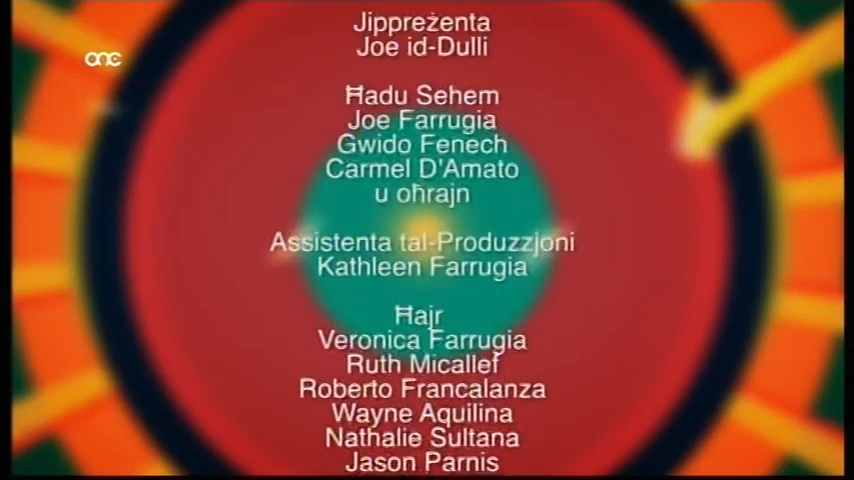 Jippreżenta
one
Joe id-Dulli
Ħadu Sehem
Joe Farrugia
Gwido Fenech
Carmel D'Amato
u oħrajn
Assistenta tal-Produzzjoni
Kathleen Farrugia
Ħajr
Veronica Farrugia
Ruth Micallef
Roberto Francalanza
Wayne Aquilina
Nathalie Sultana
Jason Parnis